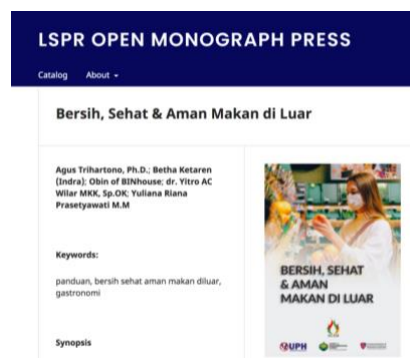 LSPR OPEN MONOGRAPH PRESS
Catalog About
Bersih, Sehat & Aman Makan di Luar
Agus Trihartono, Ph.D.; Betha Ketaren
(Indra); Obin of BINhouse; dr. Yitro AC
Wilar MKK, Sp.OK; Yuliana Riana
Prasetyawati M.M
Keywords:
panduan, bersih sehat aman makan diluar,
gastronomi
Synopsis
BERSIH, SEHAT
& AMAN
MAKAN DI LUAR
UPH